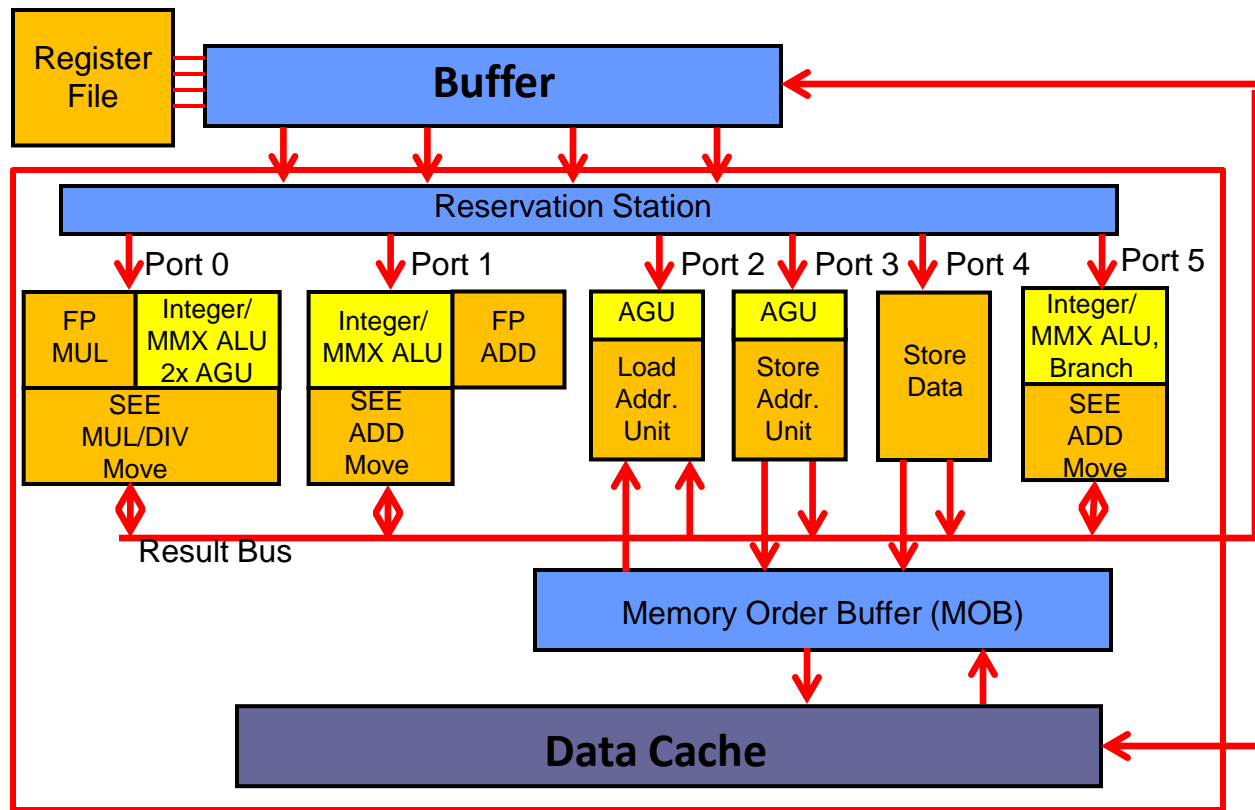 Register
File
Buffer
Reservation Station
Port 0
Port 1
Port 2
Port 3
Port 4
Port 5
FP
MUL
Integer/
MMX ALU
2x AGU
SEE
MUL/DIV
Move
Integer/
MMX ALU
FP
ADD
SEE
ADD
Move
AGU
Load
Addr.
Unit
AGU
Store
Addr.
Unit
Store
Data
Integer/
MMX ALU,
Branch
SEE
ADD
Move
Result Bus
Memory Order Buffer (MOB)
Data Cache